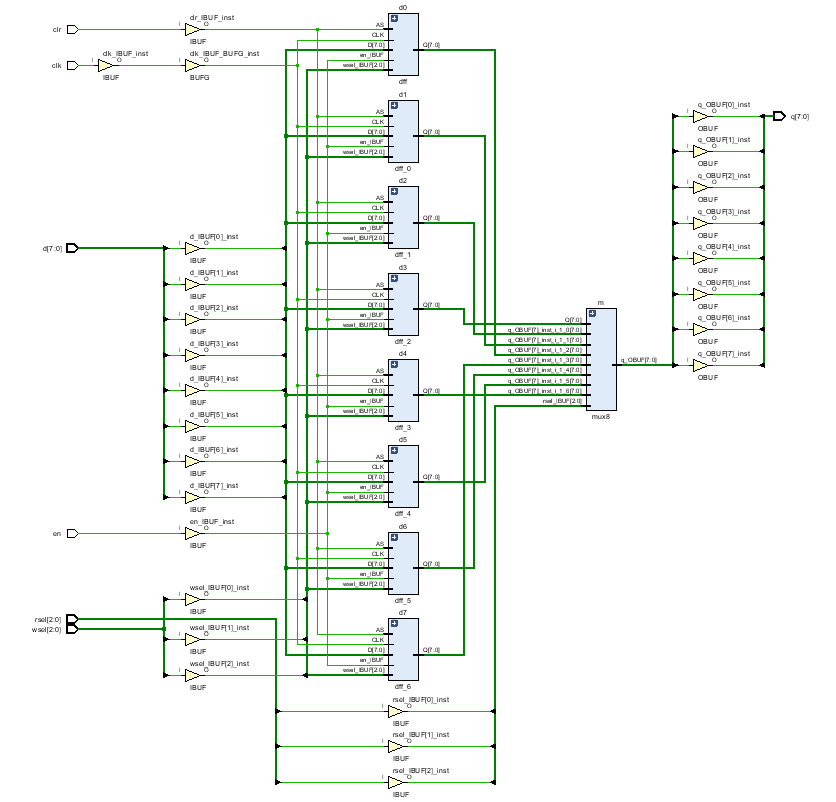 clr
clr_IBUF_inst
I
O
IBUF
clk
clk_IBUF_inst
I
O
IBUF
clk_IBUF_BUFG_inst
I
O
BUFG
d[7:0]
d_IBUF[0]_inst
I
O
IBUF
d_IBUF[1]_inst
I
O
IBUF
d_IBUF[2]_inst
I
O
IBUF
d_IBUF[3]_inst
I
O
IBUF
d_IBUF[4]_inst
I
O
IBUF
d_IBUF[5]_inst
I
O
IBUF
d_IBUF[6]_inst
I
O
IBUF
d_IBUF[7]_inst
I
O
IBUF
en
en_IBUF_inst
I
O
IBUF
rsel[2:0]
wsel[2:0]
wsel_IBUF[0]_inst
I
O
IBUF
wsel_IBUF[1]_inst
I
O
IBUF
wsel_IBUF[2]_inst
I
O
IBUF
d0
AS
CLK
D[7:0]
en_IBUF
wsel_IBUF[2:0]
Q[7:0]
dff
d1
AS
CLK
D[7:0]
en_IBUF
wsel_IBUF[2:0]
Q[7:0]
dff_0
d2
AS
CLK
D[7:0]
en_IBUF
wsel_IBUF[2:0]
Q[7:0]
dff_1
d3
AS
CLK
D[7:0]
en_IBUF
wsel_IBUF[2:0]
Q[7:0]
dff_2
d4
AS
CLK
D[7:0]
en_IBUF
wsel_IBUF[2:0]
Q[7:0]
dff_3
d5
AS
CLK
D[7:0]
en_IBUF
wsel_IBUF[2:0]
Q[7:0]
dff_4
d6
AS
CLK
D[7:0]
en_IBUF
wsel_IBUF[2:0]
Q[7:0]
dff_5
d7
AS
CLK
D[7:0]
en_IBUF
wsel_IBUF[2:0]
Q[7:0]
dff_6
rsel_IBUF[0]_inst
I
O
IBUF
rsel_IBUF[1]_inst
I
O
IBUF
rsel_IBUF[2]_inst
I
O
IBUF
m
Q[7:0]
q_OBUF[7]_inst_i_1_0[7:0]
q_OBUF[7]_inst_i_1_1[7:0]
q_OBUF[7]_inst_i_1_2[7:0]
q_OBUF[7]_inst_i_1_3[7:0]
q_OBUF[7]_inst_i_1_4[7:0]
q_OBUF[7]_inst_i_1_5[7:0]
q_OBUF[7]_inst_i_1_6[7:0]
rsel_IBUF[2:0]
q_OBUF[7:0]
mux8
q_OBUF[0]_inst
I
O
OBUF
q_OBUF[1]_inst
I
O
OBUF
q_OBUF[2]_inst
I
O
OBUF
q_OBUF[3]_inst
I
O
OBUF
q_OBUF[4]_inst
I
O
OBUF
q_OBUF[5]_inst
I
O
OBUF
q_OBUF[6]_inst
I
O
OBUF
q_OBUF[7]_inst
I
O
OBUF
q[7:0]